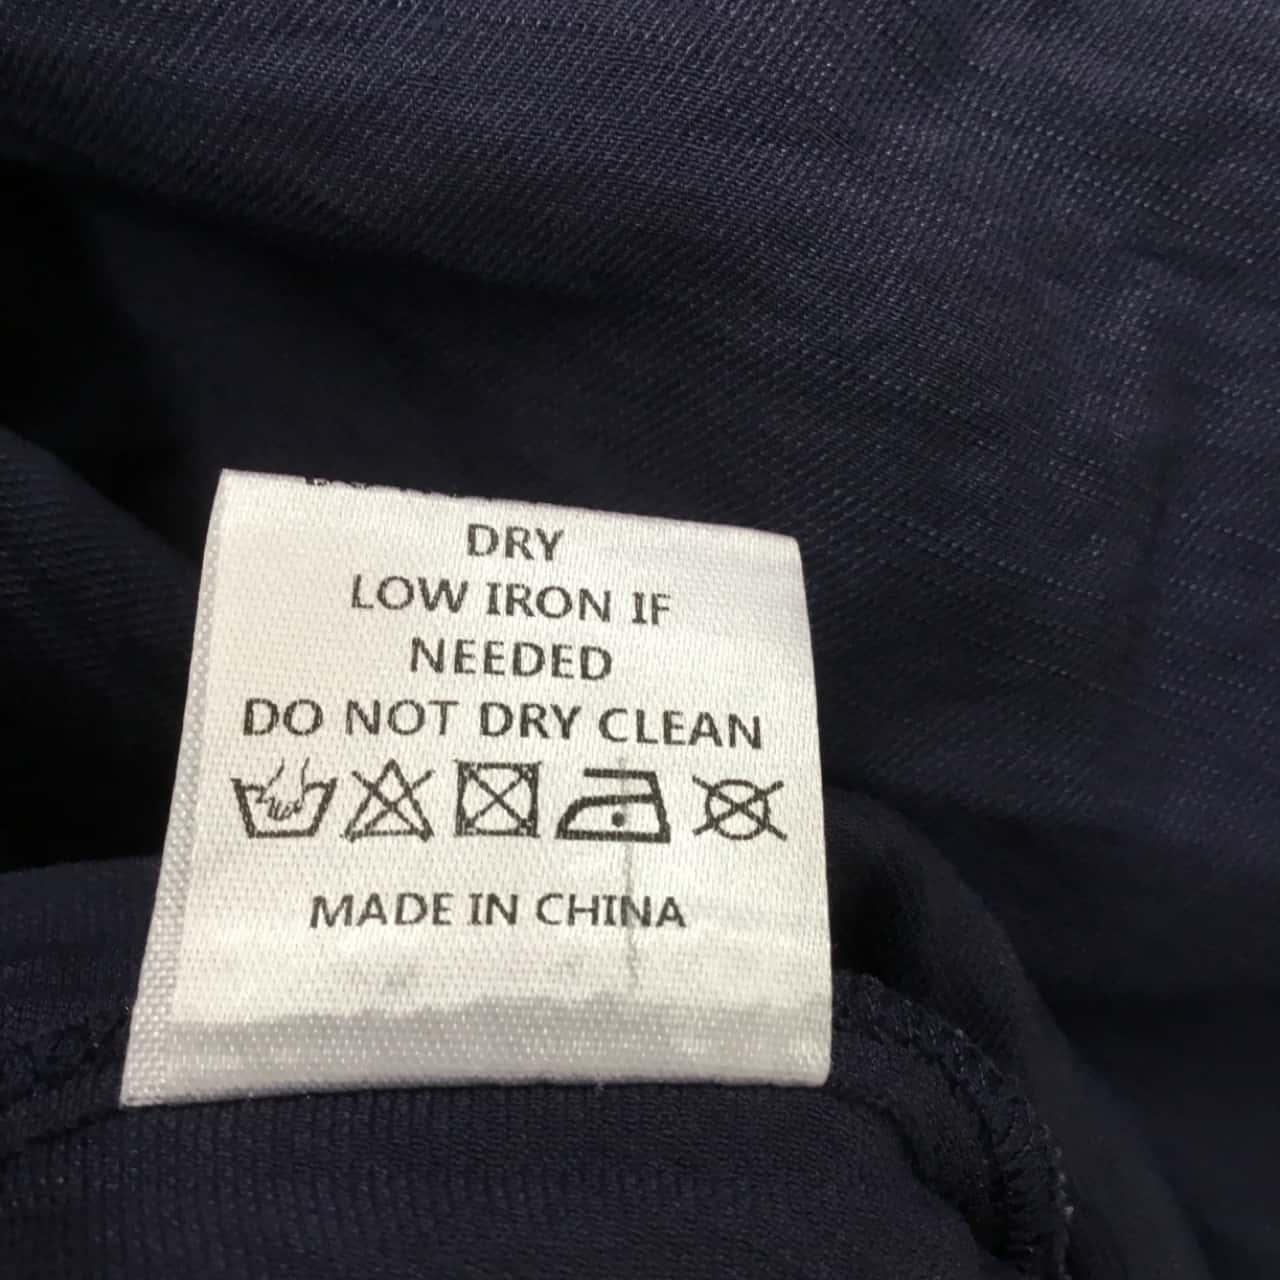 DRY
LOW IRON IF
NEEDED
DO NOT DRY CLEAN
MADE IN CHINA